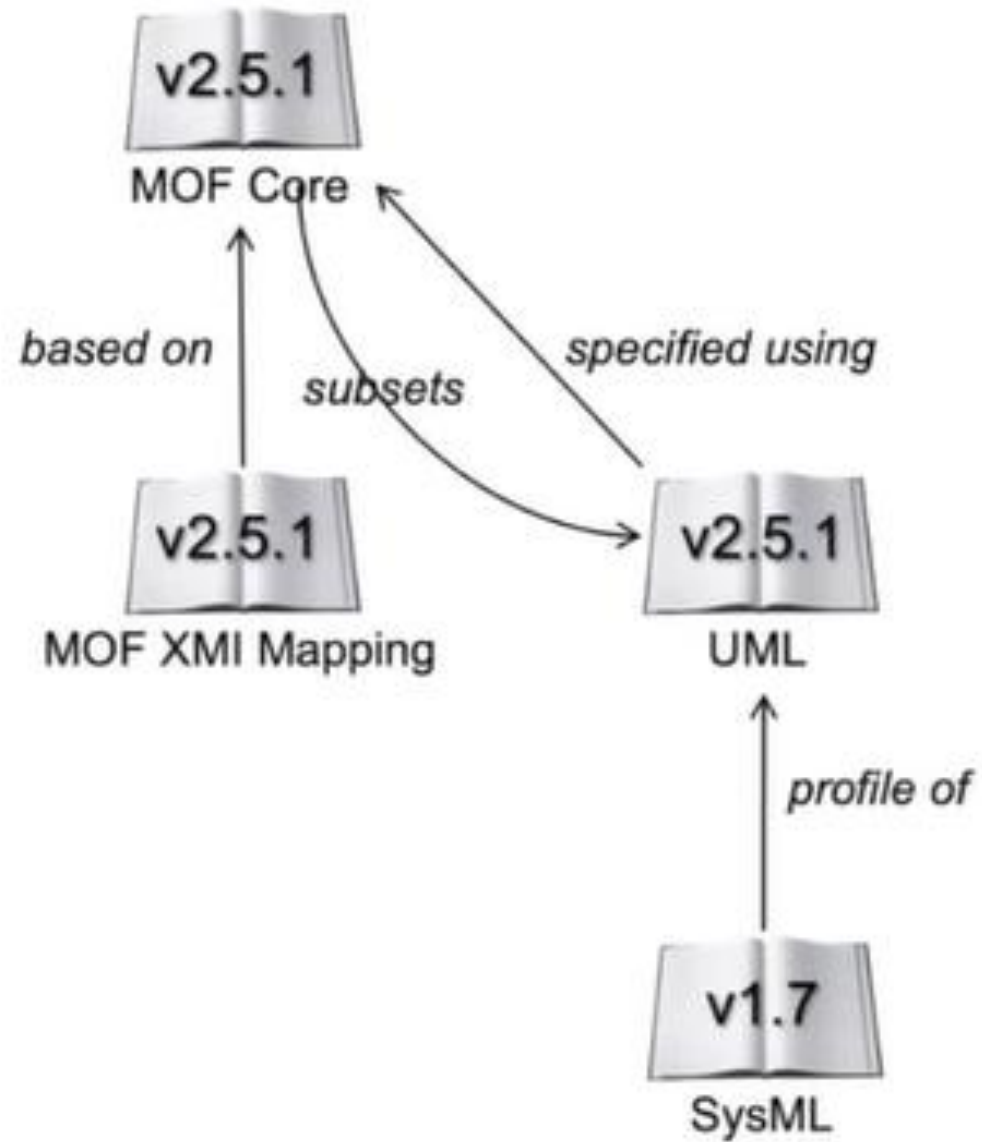 v2.5.1
MOF Core
based on
subsets
specified using
v2.5.1
MOF XMI Mapping
v2.5.1
UML
profile of
v1.7
SysML